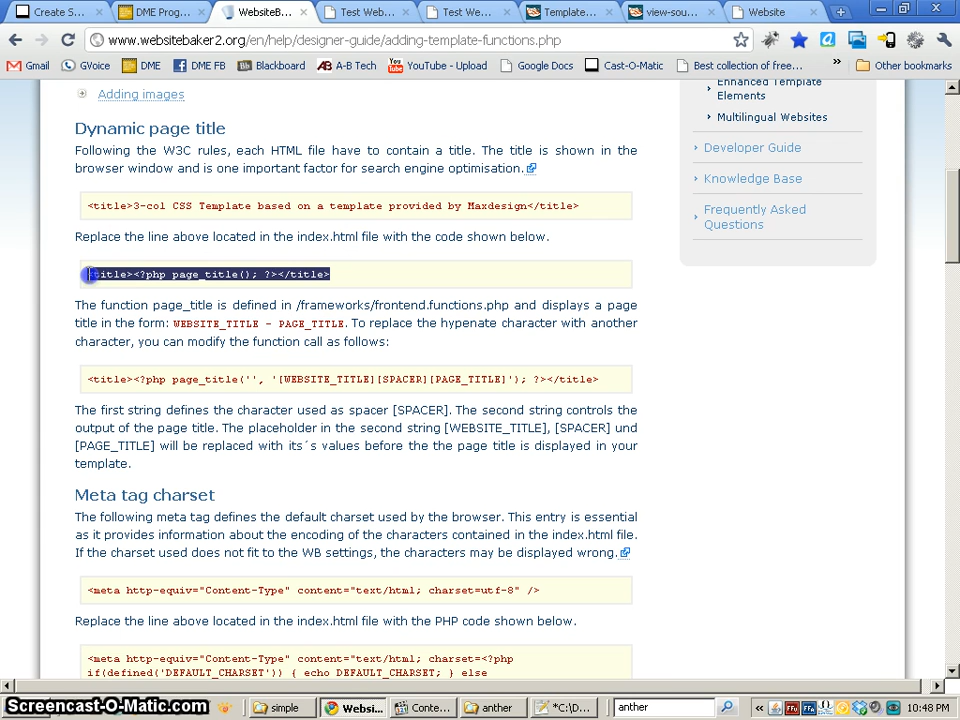 Create S...
DME Prog...
WebsiteB...
Test Web...
Test We...
Template...
view-sou...
Website
www.websitebaker2.org/en/help/designer-guide/adding-template-functions.php
Gmail
GVoice
DME
DME FB
Blackboard
A-B Tech
YouTube - Upload
Google Docs
Cast-O-Matic
Best collection of free...
»
Other bookmarks
Adding images
Enhanced Template
Elements
Multilingual Websites
Developer Guide
Knowledge Base
Frequently Asked
Questions
Dynamic page title
Following the W3C rules, each HTML file have to contain a title. The title is shown in the
browser window and is one important factor for search engine optimisation.
<title>3-col CSS Template based on a template provided by Maxdesign</title>
Replace the line above located in the index.html file with the code shown below.
<title><?php page_title(); ?></title>
The function page_title is defined in /frameworks/frontend.functions.php and displays a page
title in the form: WEBSITE_TITLE - PAGE_TITLE. To replace the hypenate character with another
character, you can modify the function call as follows:
<title><?php page_title('', '[WEBSITE_TITLE][SPACER][PAGE_TITLE]'); ?></title>
The first string defines the character used as spacer [SPACER]. The second string controls the
output of the page title. The placeholder in the second string [WEBSITE_TITLE], [SPACER] und
[PAGE_TITLE] will be replaced with its´s values before the the page title is displayed in your
template.
Meta tag charset
The following meta tag defines the default charset used by the browser. This entry is essential
as it provides information about the encoding of the characters contained in the index.html file.
If the charset used does not fit to the WB settings, the characters may be displayed wrong.
<meta http-equiv="Content-Type" content="text/html; charset=utf-8" />
Replace the line above located in the index.html file with the PHP code shown below.
<meta http-equiv="Content-Type" content="text/html; charset=<?php
if(defined('DEFAULT_CHARSET')) { echo DEFAULT_CHARSET; } else
Screencast-O-Matic.com
simple
Websi...
Conte...
anther
*C:\D...
anther
«
10:48 PM